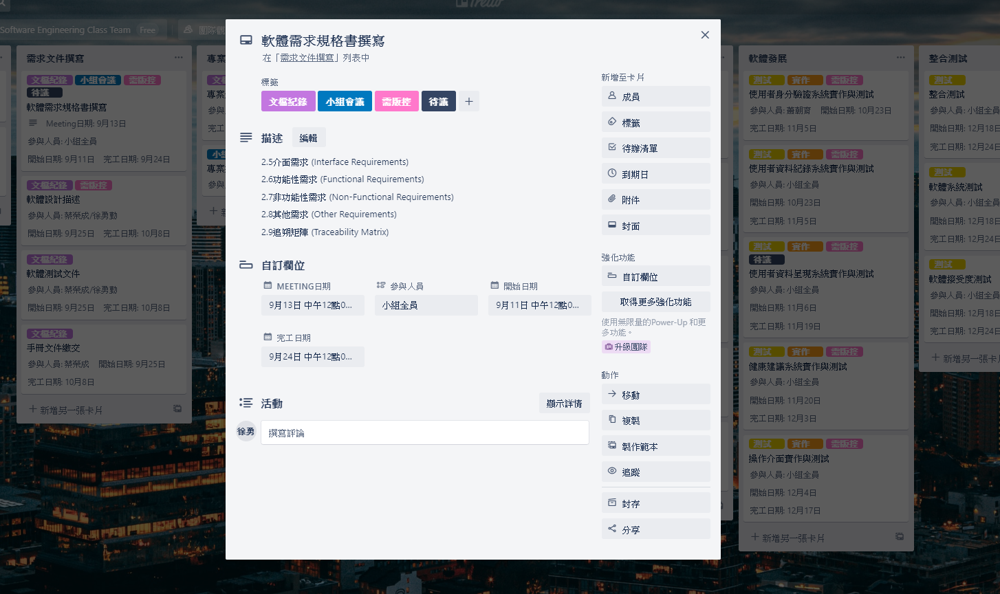 Trello
Software Engineering Class Team Free
需求文件撰寫
文檔紀錄 小組會議 需版控
待議
軟體需求規格書撰寫
Meeting日期: 9月13日
參與人員: 小組全員
開始日期: 9月11日 完工日期: 9月24日
文檔紀錄 需版控
軟體設計描述
參與人員: 蔡榮成/徐勇勤
開始日期: 9月25日 完工日期: 10月8日
文檔紀錄
軟體測試文件
參與人員: 蔡榮成/徐勇勤
開始日期: 9月25日 完工日期: 10月8日
文檔紀錄
手冊文件繳交
參與人員: 蔡榮成 開始日期: 9月25日
完工日期: 10月8日
新增另一張卡片
軟體需求規格書撰寫
在「需求文件撰寫」列表中
標籤
文檔紀錄 小組會議 需版控 待議
描述 編輯
2.5介面需求 (Interface Requirements)
2.6功能性需求 (Functional Requirements)
2.7非功能性需求 (Non-Functional Requirements)
2.8其他需求 (Other Requirements)
2.9追朔矩陣 (Traceability Matrix)
自訂欄位
MEETING日期 參與人員 開始日期
9月13日 中午12點0... 小組全員 9月11日 中午12點0...
完工日期
9月24日 中午12點0...
活動 顯示詳情
徐勇 撰寫評論
新增至卡片
成員
標籤
待辦清單
到期日
附件
封面
強化功能
自訂欄位
取得更多強化功能
使用無限量的Power-Up 和更
多功能。
升級團隊
動作
移動
複製
製作範本
追蹤
封存
分享
軟體發展
測試 實作 需版控
使用者身分驗證系統實作與測試
參與人員: 蕭朝育 開始日期: 10月23日
完工日期: 11月5日
測試 實作 需版控
使用者資料紀錄系統實作與測試
參與人員: 小組全員
開始日期: 10月23日
完工日期: 11月5日
測試 實作 需版控
待議
使用者資料呈現系統實作與測試
參與人員: 小組全員
開始日期: 11月6日
完工日期: 11月19日
測試 實作 需版控
健康建議系統實作與測試
參與人員: 小組全員
開始日期: 11月20日
完工日期: 12月3日
測試 實作 需版控
操作介面實作與測試
參與人員: 小組全員
開始日期: 12月4日
完工日期: 12月17日
新增另一張卡片
整合測試
測試
整合測試
參與人員: 小組全員
開始日期: 12月18日
完工日期: 12月24日
測試
軟體系統測試
參與人員: 小組全員
開始日期: 12月18日
完工日期: 12月24日
測試
軟體接受度測試
參與人員: 小組全員
開始日期: 12月18日
完工日期: 12月24日
新增另一張卡片